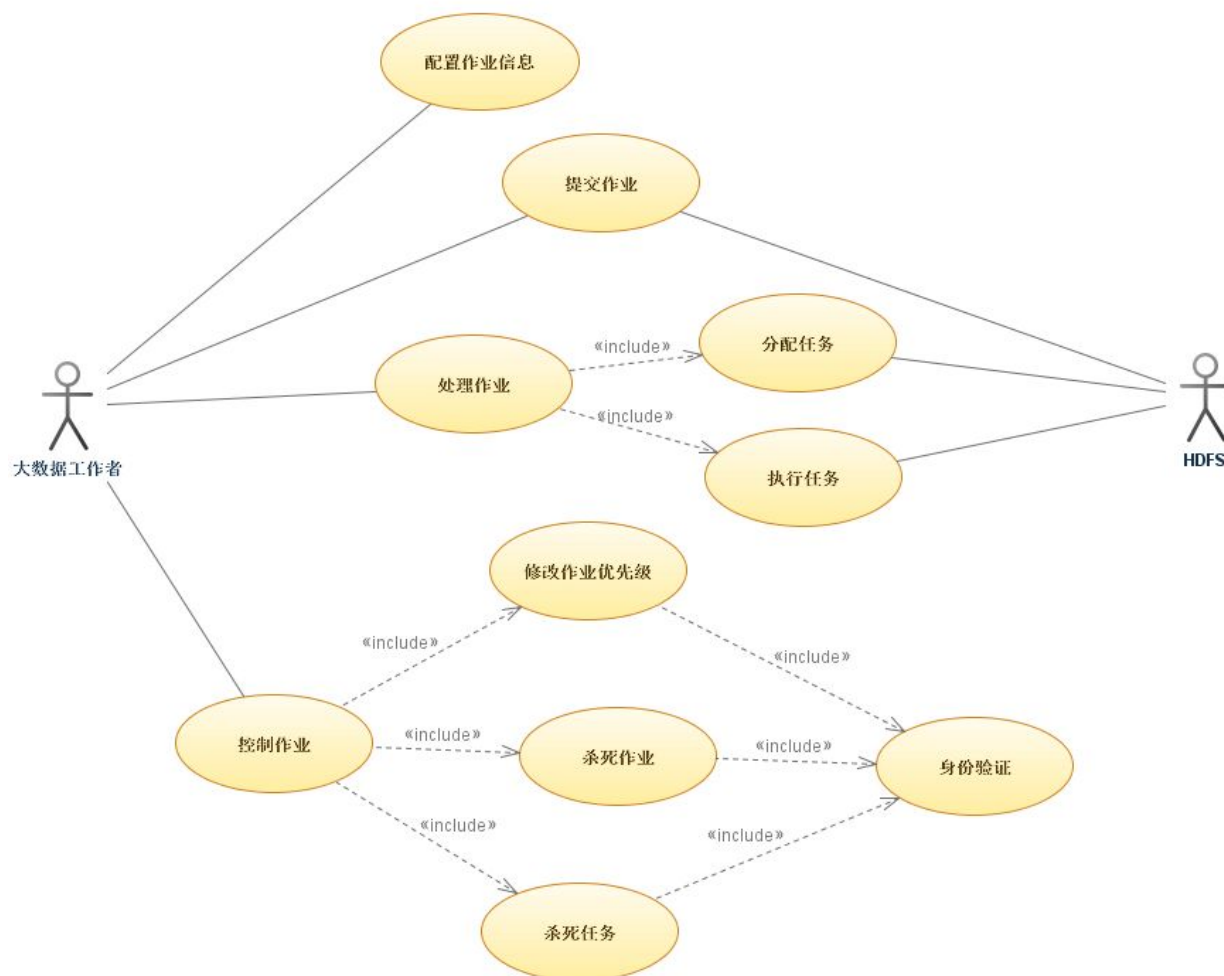 配置作业信息
提交作业
«include»
分配任务
处理作业
«include»
执行任务
大数据工作者
HDFS
修改作业优先级
«include»
«include»
控制作业
«include»
杀死作业
«include»
身份验证
«include»
«include»
杀死任务